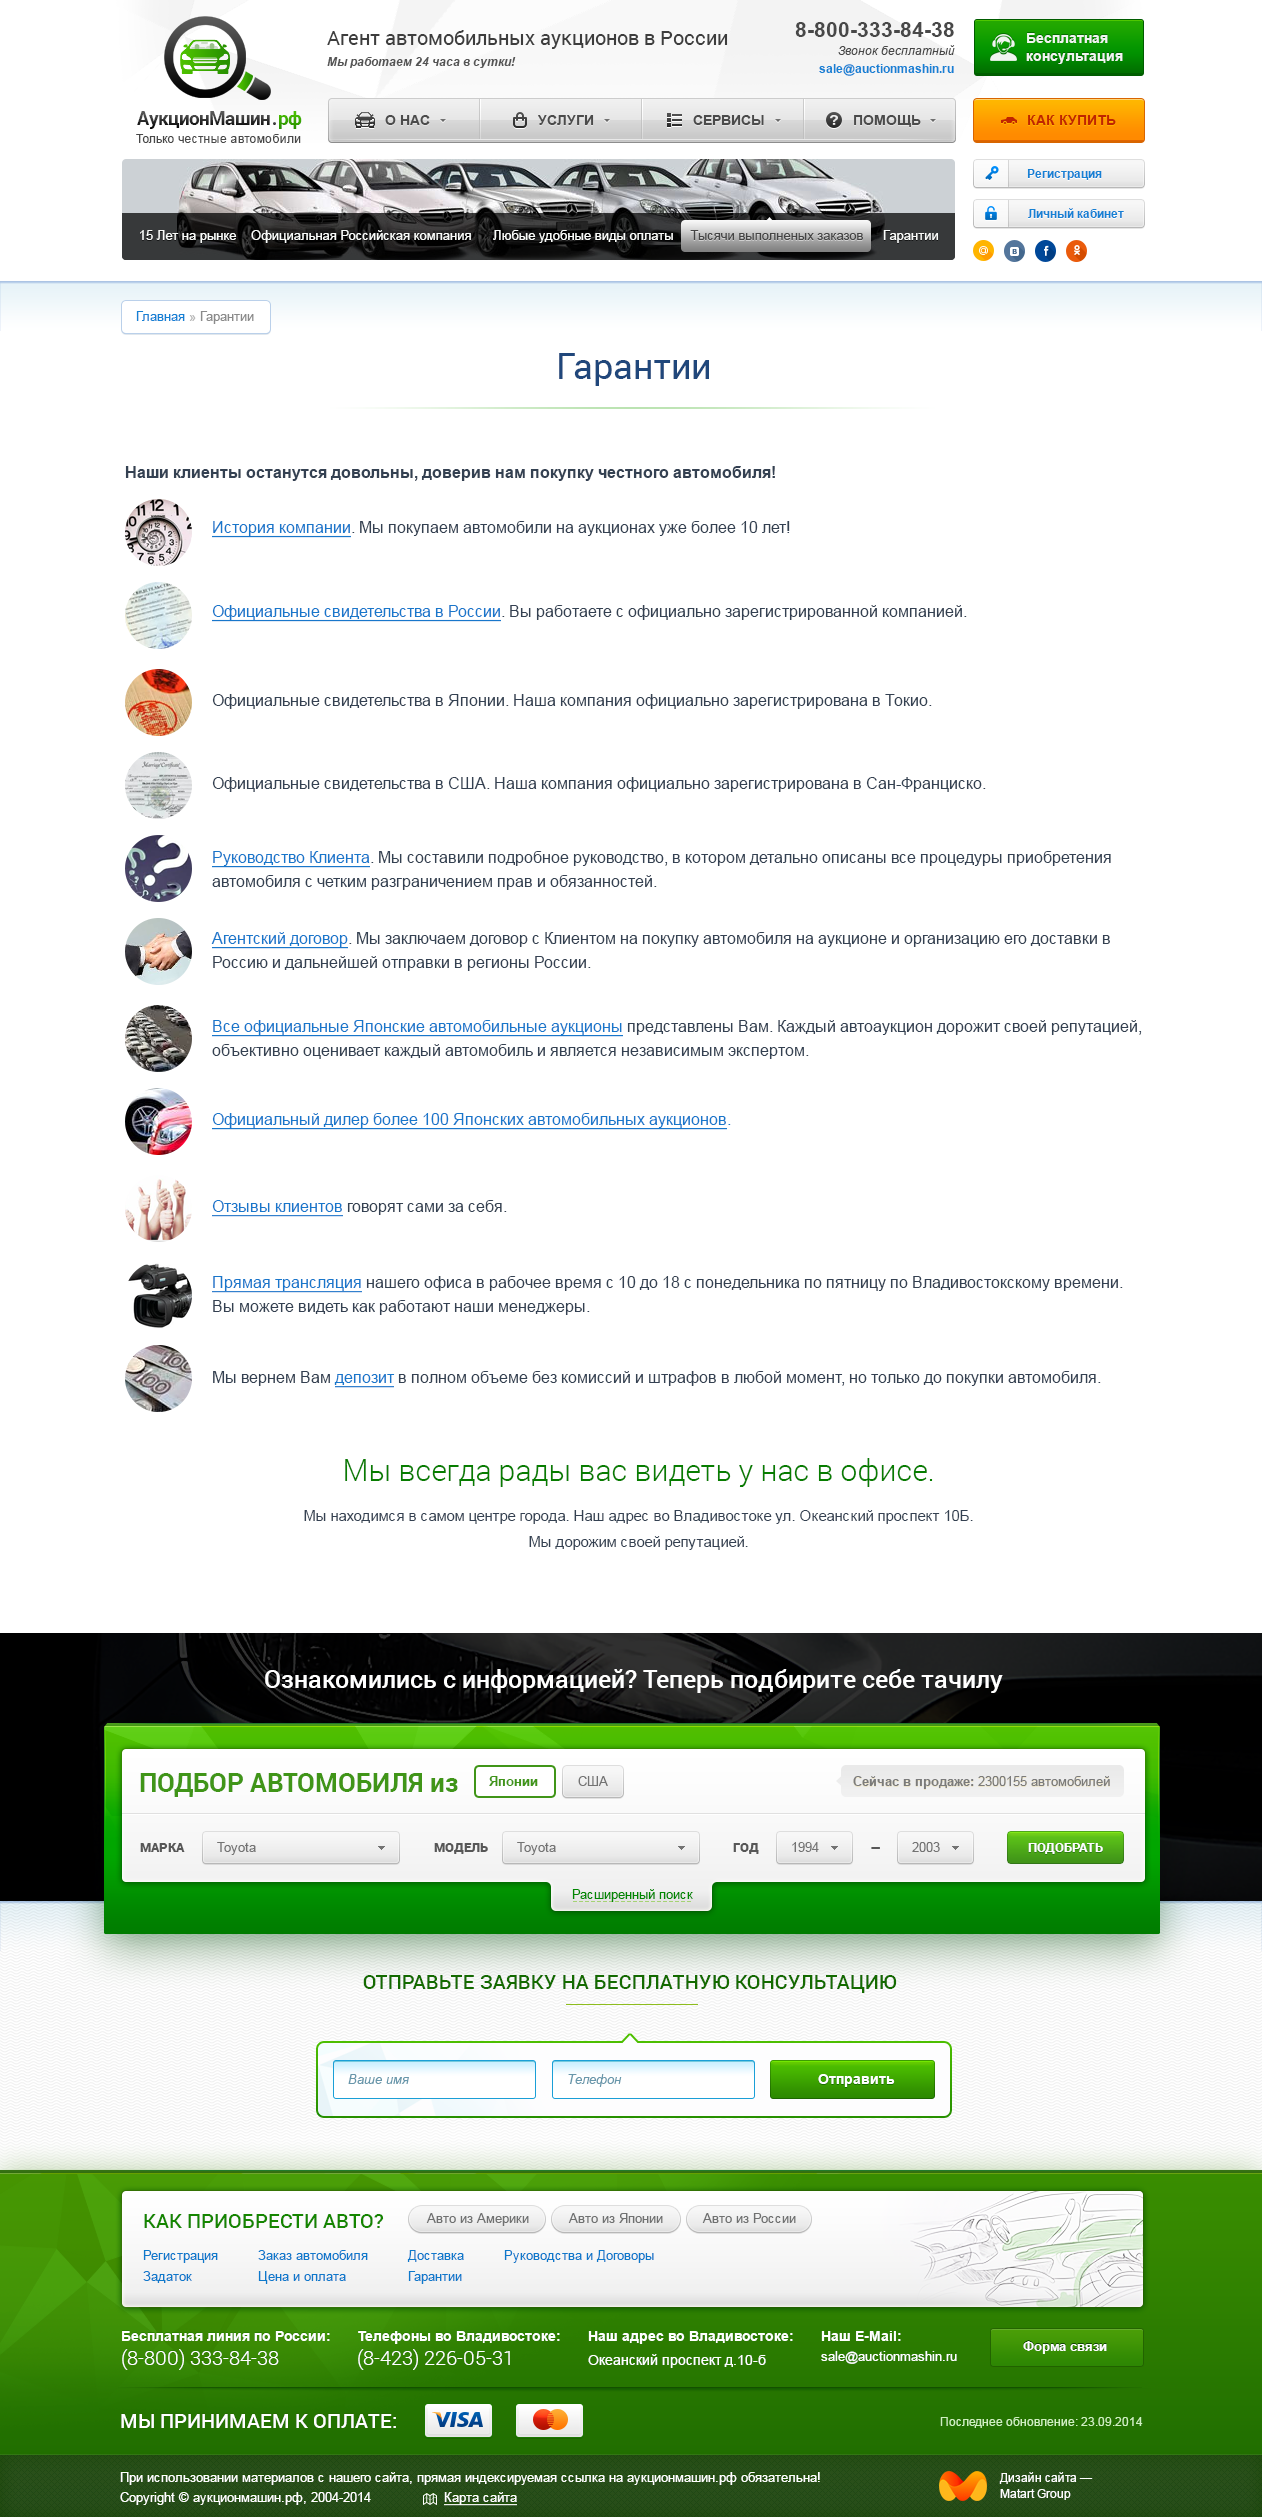 АукционМашин.рф
Только честные автомобили
Агент автомобильных аукционов в России
Мы работаем 24 часа в сутки!
8-800-333-84-38
Звонок бесплатный
sale@auctionmashin.ru
Бесплатная
консультация
О НАС
УСЛУГИ
СЕРВИСЫ
ПОМОЩЬ
КАК КУПИТЬ
15 Лет на рынке
Официальная Российская компания
Любые удобные виды оплаты
Тысячи выполненых заказов
Гарантии
Регистрация
Личный кабинет
Главная » Гарантии
Гарантии
Наши клиенты останутся довольны, доверив нам покупку честного автомобиля!
История компании. Мы покупаем автомобили на аукционах уже более 10 лет!
Официальные свидетельства в России. Вы работаете с официально зарегистрированной компанией.
Официальные свидетельства в Японии. Наша компания официально зарегистрирована в Токио.
Официальные свидетельства в США. Наша компания официально зарегистрирована в Сан-Франциско.
Руководство Клиента. Мы составили подробное руководство, в котором детально описаны все процедуры приобретения
автомобиля с четким разграничением прав и обязанностей.
Агентский договор. Мы заключаем договор с Клиентом на покупку автомобиля на аукционе и организацию его доставки в
Россию и дальнейшей отправки в регионы России.
Все официальные Японские автомобильные аукционы представлены Вам. Каждый автоаукцион дорожит своей репутацией,
объективно оценивает каждый автомобиль и является независимым экспертом.
Официальный дилер более 100 Японских автомобильных аукционов.
Отзывы клиентов говорят сами за себя.
Прямая трансляция нашего офиса в рабочее время с 10 до 18 с понедельника по пятницу по Владивостокскому времени.
Вы можете видеть как работают наши менеджеры.
Мы вернем Вам депозит в полном объеме без комиссий и штрафов в любой момент, но только до покупки автомобиля.
Мы всегда рады вас видеть у нас в офисе.
Мы находимся в самом центре города. Наш адрес во Владивостоке ул. Океанский проспект 10Б.
Мы дорожим своей репутацией.
Ознакомились с информацией? Теперь подбирите себе тачилу
ПОДБОР АВТОМОБИЛЯ из
Японии
США
Сейчас в продаже: 2300155 автомобилей
МАРКА
Toyota
МОДЕЛЬ
Toyota
ГОД
1994
–
2003
ПОДОБРАТЬ
Расширенный поиск
ОТПРАВЬТЕ ЗАЯВКУ НА БЕСПЛАТНУЮ КОНСУЛЬТАЦИЮ
Ваше имя
Телефон
Отправить
КАК ПРИОБРЕСТИ АВТО?
Авто из Америки
Авто из Японии
Авто из России
Регистрация
Заказ автомобиля
Доставка
Руководства и Договоры
Задаток
Цена и оплата
Гарантии
Бесплатная линия по России:
(8-800) 333-84-38
Телефоны во Владивостоке:
(8-423) 226-05-31
Наш адрес во Владивостоке:
Океанский проспект д.10-б
Наш E-Mail:
sale@auctionmashin.ru
Форма связи
МЫ ПРИНИМАЕМ К ОПЛАТЕ:
VISA
Последнее обновление: 23.09.2014
При использовании материалов с нашего сайта, прямая индексируемая ссылка на аукционмашин.рф обязательна!
Copyright © аукционмашин.рф, 2004-2014
Карта сайта
Дизайн сайта —
Matart Group